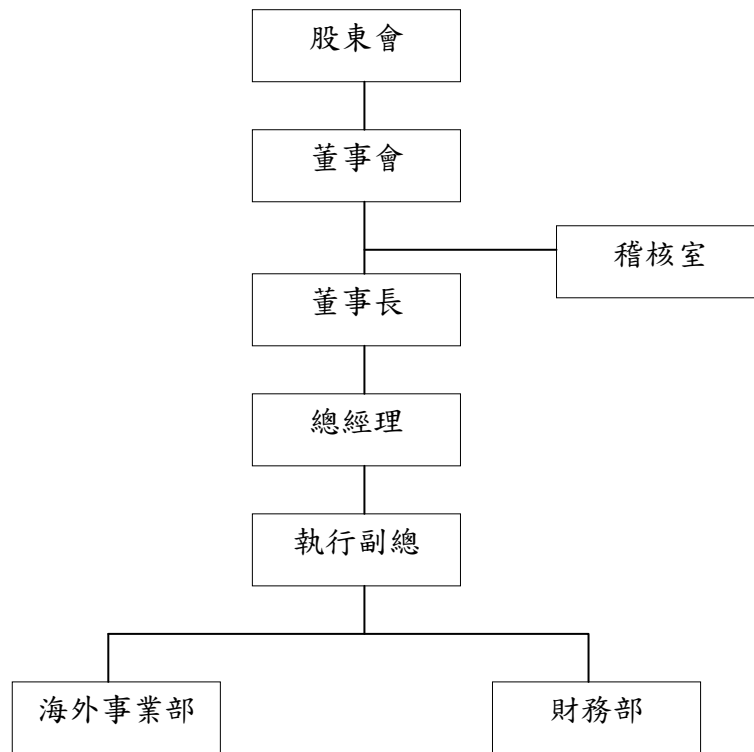 股東會
董事會
稽核室
董事長
總經理
執行副總
海外事業部
財務部